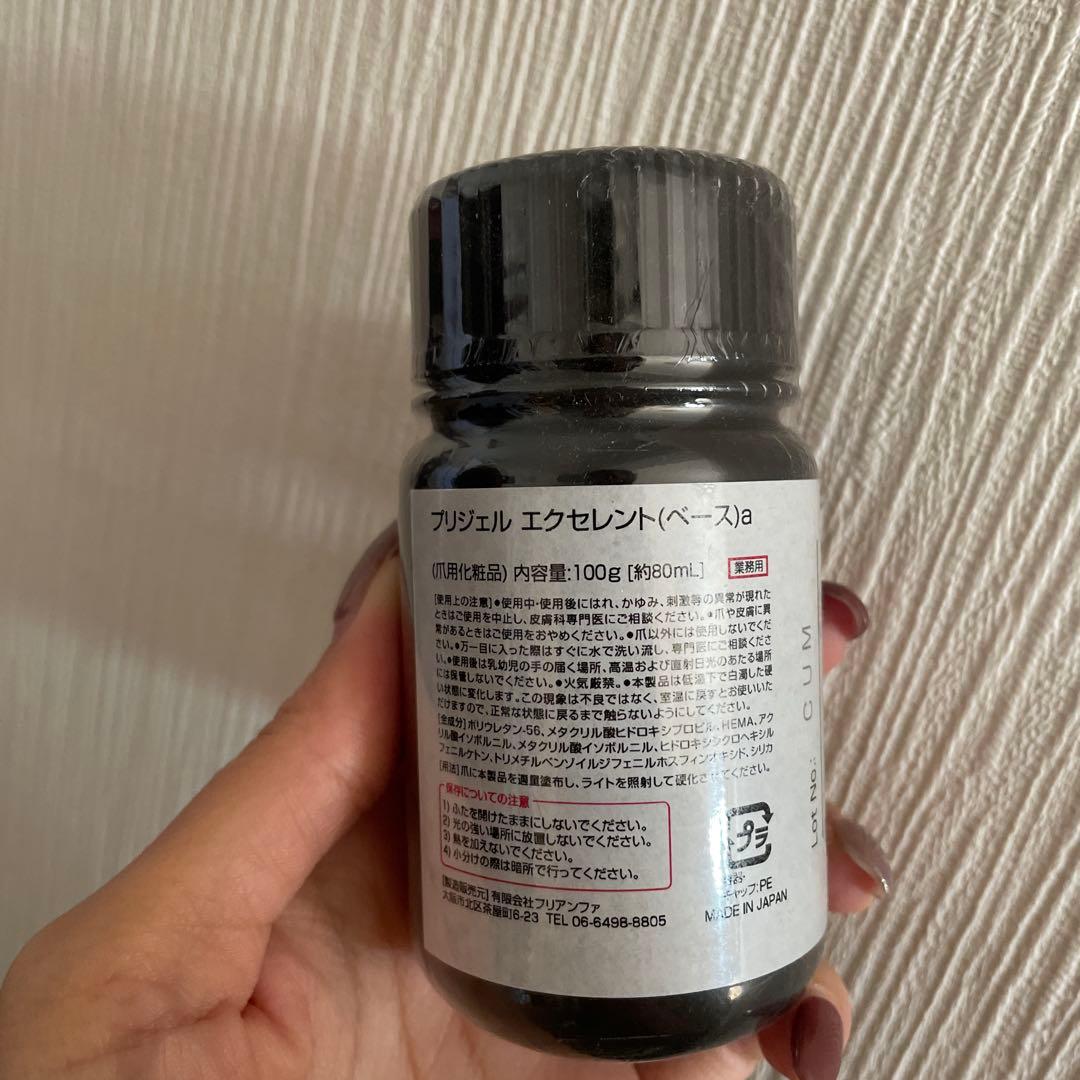 プリジェル エクセレント(ベース)a
(爪用化粧品) 内容量:100g [約80mL] 業務用
[使用上の注意]●使用中・使用後にはれ、かゆみ、刺激等の異常が現れた
ときはご使用を中止し、皮膚科専門医にご相談ください。●爪や皮膚に異
常があるときはご使用をおやめください。●爪以外には使用しないでくだ
さい。●万一目に入った際はすぐに水で洗い流し、専門医にご相談くださ
い。●使用後は乳幼児の手の届く場所、高温および直射日光のあたる場所
には保管しないでください。●火気厳禁。●本製品は低温下で白濁した硬
い状態に変化します。この現象は不良ではなく、室温に戻すとお使いいた
だけますので、正常な状態に戻るまで触らないようにしてください。
[全成分]ポリウレタン-56、メタクリル酸ヒドロキシプロピル、HEMA、アク
リル酸イソボルニル、メタクリル酸イソボルニル、ヒドロキシシクロヘキシル
フェニルケトン、トリメチルベンゾイルジフェニルホスフィンオキシド、シリカ
[用法]爪に本製品を適量塗布し、ライトを照射して硬化させてください。
保存についての注意
1) ふたを開けたままにしないでください。
2) 光の強い場所に放置しないでください。
3) 熱を加えないでください。
4) 小分けの際は暗所で行ってください。
[製造販売元]有限会社フリアンファ
大阪市北区茶屋町6-23 TEL 06-6498-8805
プラ
容器・
キャップ:PE
MADE IN JAPAN
Lot No.:
CUM